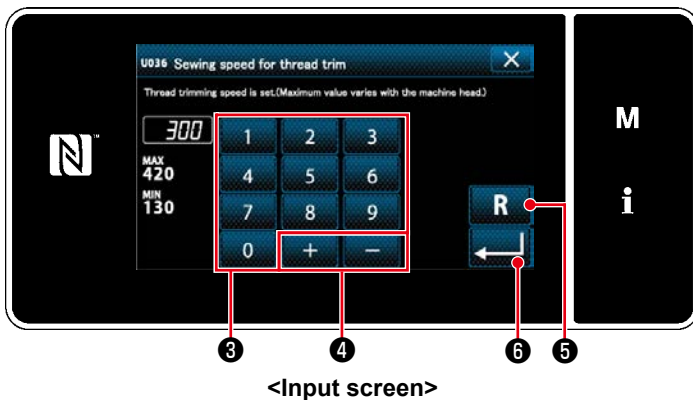 U036 Sewing speed for thread trim
Thread trimming speed is set.(Maximum value varies with the machine head.)
300
MAX
420
MIN
130
1 2 3
4 5 6
7 8 9
0 + −
R
N™
M
i
❸ ❹ ❻ ❺
<Input screen>